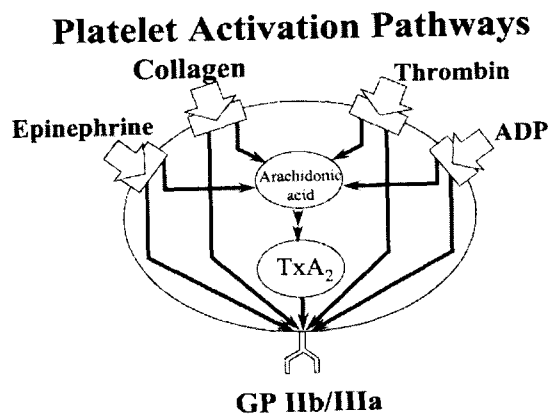 Platelet Activation Pathways
Collagen
Thrombin
Epinephrine
ADP
Arachidonic
acid
TxA2
GP IIb/IIIa